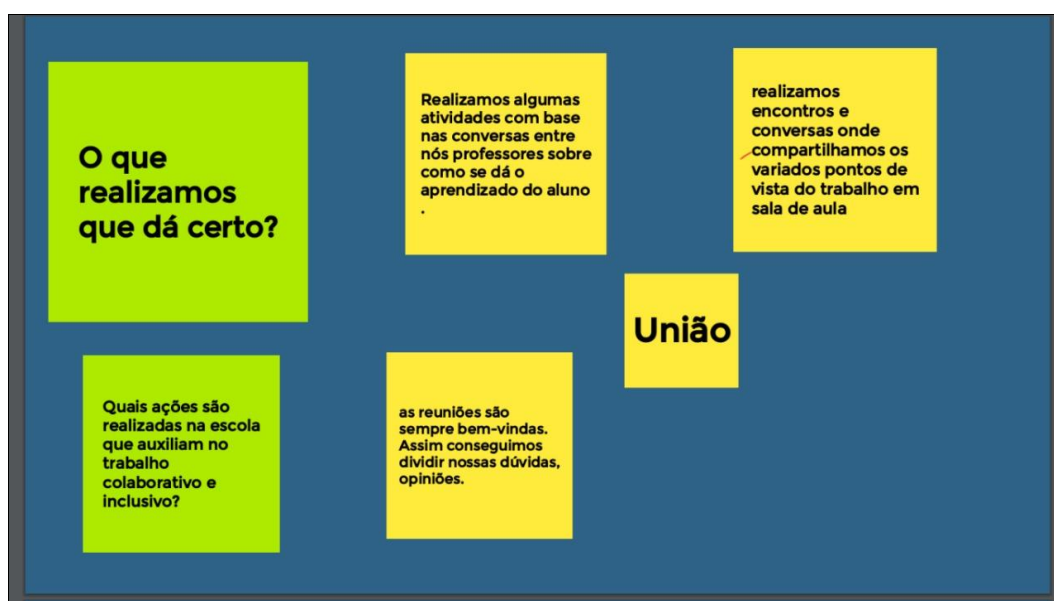 O que
realizamos
que dá certo?
Realizamos algumas
atividades com base
nas conversas entre
nós professores sobre
como se dá o
aprendizado do aluno
.
realizamos
encontros e
conversas onde
compartilhamos os
variados pontos de
vista do trabalho em
sala de aula
União
Quais ações são
realizadas na escola
que auxiliam no
trabalho
colaborativo e
inclusivo?
as reuniões são
sempre bem-vindas.
Assim conseguimos
dividir nossas dúvidas,
opiniões.